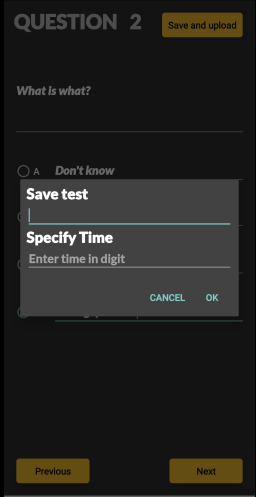 QUESTION 2
Save and upload
What is what?
A Don't know
Save test
Specify Time
Enter time in digit
CANCEL OK
Previous Next